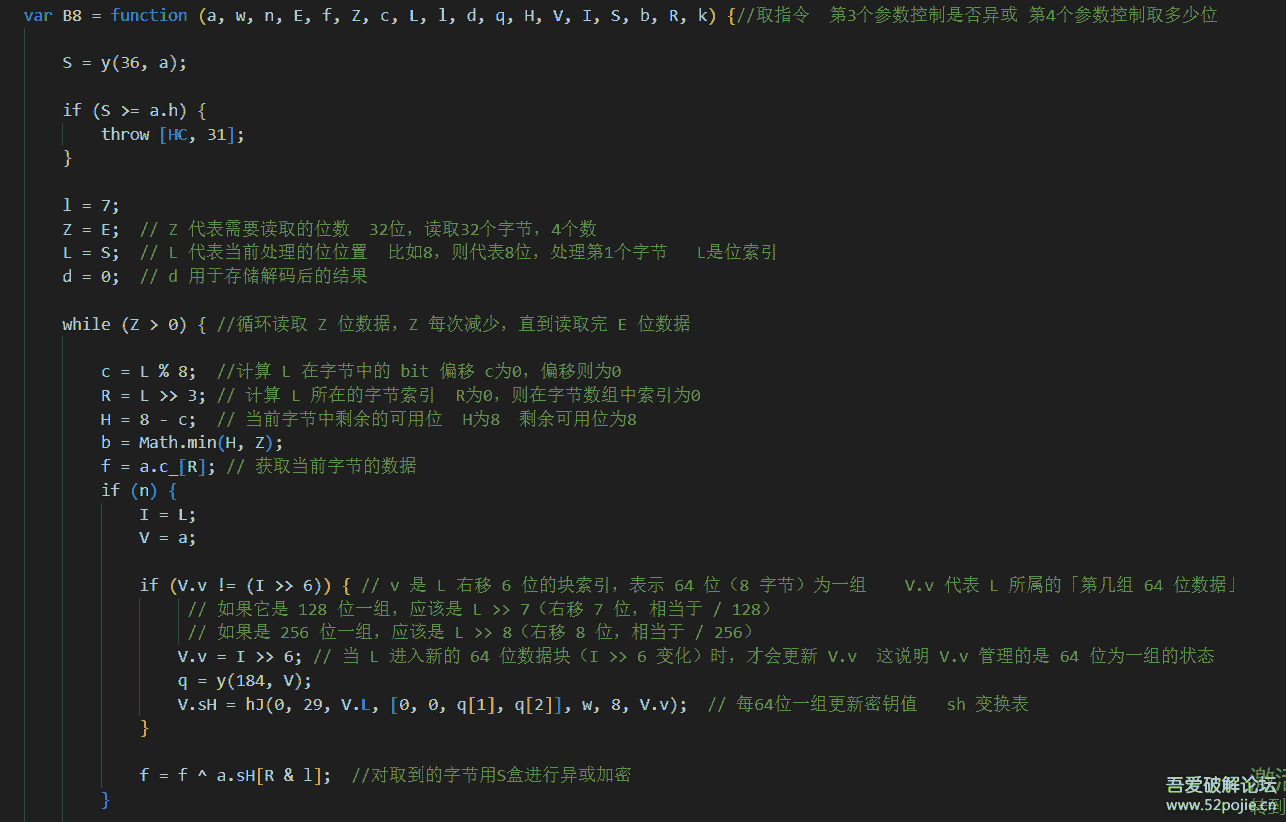 var B8 = function (a, w, n, E, f, Z, c, L, l, d, q, H, V, I, S, b, R, k) {//取指令  第3个参数控制是否异或 第4个参数控制取多少位
S = y(36, a);
if (S >= a.h) {
throw [HC, 31];
}
l = 7;
Z = E;  // Z 代表需要读取的位数  32位，读取32个字节，4个数
L = S;  // L 代表当前处理的位位置  比如8，则代表8位，处理第1个字节   L是位索引
d = 0;  // d 用于存储解码后的结果
while (Z > 0) { //循环读取 Z 位数据，Z 每次减少，直到读取完 E 位数据
c = L % 8;  //计算 L 在字节中的 bit 偏移 c为0，偏移则为0
R = L >> 3; // 计算 L 所在的字节索引  R为0，则在字节数组中索引为0
H = 8 - c;  // 当前字节中剩余的可用位  H为8  剩余可用位为8
b = Math.min(H, Z);
f = a.c_[R]; // 获取当前字节的数据
if (n) {
I = L;
V = a;
if (V.v != (I >> 6)) { // v 是 L 右移 6 位的块索引，表示 64 位（8 字节）为一组    V.v 代表 L 所属的「第几组 64 位数据」
// 如果它是 128 位一组，应该是 L >> 7（右移 7 位，相当于 / 128）
// 如果是 256 位一组，应该是 L >> 8（右移 8 位，相当于 / 256）
V.v = I >> 6; // 当 L 进入新的 64 位数据块（I >> 6 变化）时，才会更新 V.v  这说明 V.v 管理的是 64 位为一组的状态
q = y(184, V);
V.sH = hJ(0, 29, V.L, [0, 0, q[1], q[2]], w, 8, V.v);  // 每64位一组更新密钥值   sh 变换表
}
f = f ^ a.sH[R & l];  //对取到的字节用S盒进行异或加密
}
吾爱破解论坛
www.52pojie.cn